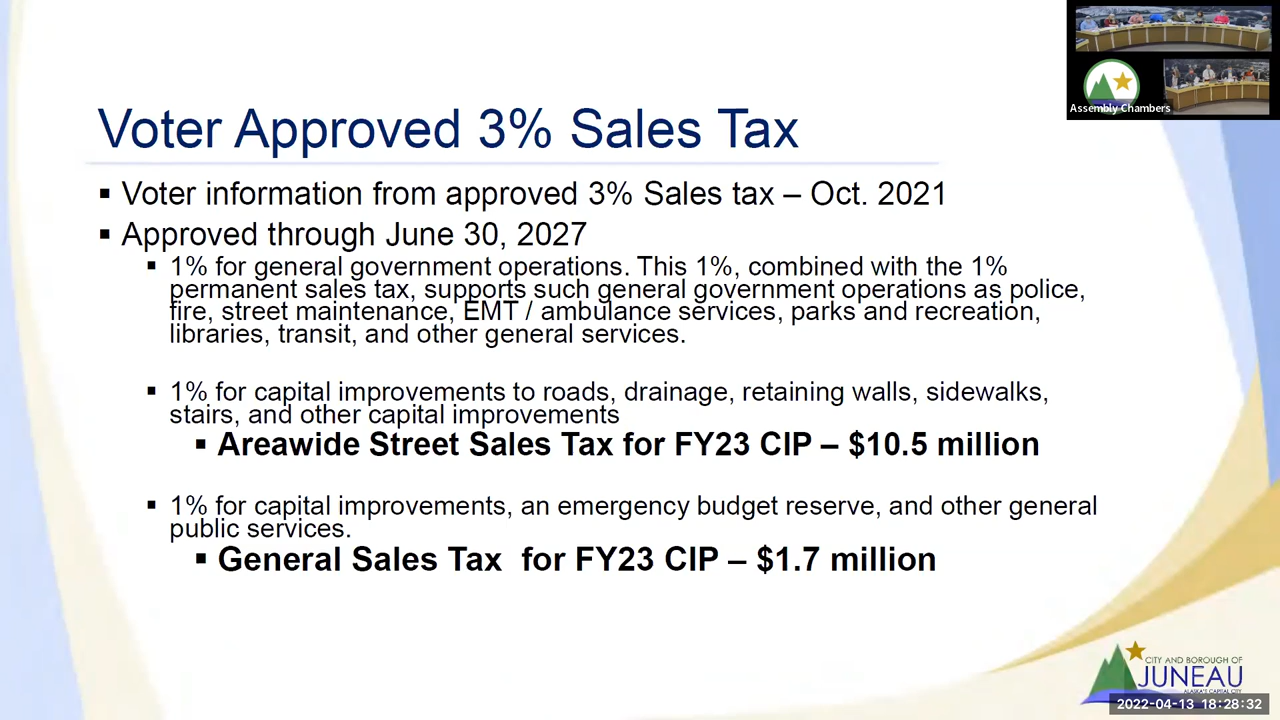 Assembly Chambers
Voter Approved 3% Sales Tax
▪ Voter information from approved 3% Sales tax – Oct. 2021
▪ Approved through June 30, 2027
▪ 1% for general government operations. This 1%, combined with the 1%
permanent sales tax, supports such general government operations as police,
fire, street maintenance, EMT / ambulance services, parks and recreation,
libraries, transit, and other general services.
▪ 1% for capital improvements to roads, drainage, retaining walls, sidewalks,
stairs, and other capital improvements
▪ Areawide Street Sales Tax for FY23 CIP – $10.5 million
▪ 1% for capital improvements, an emergency budget reserve, and other general
public services.
▪ General Sales Tax  for FY23 CIP – $1.7 million
CITY AND BOROUGH OF
JUNEAU
ALASKA'S CAPITAL CITY
2022-04-13 18:28:32